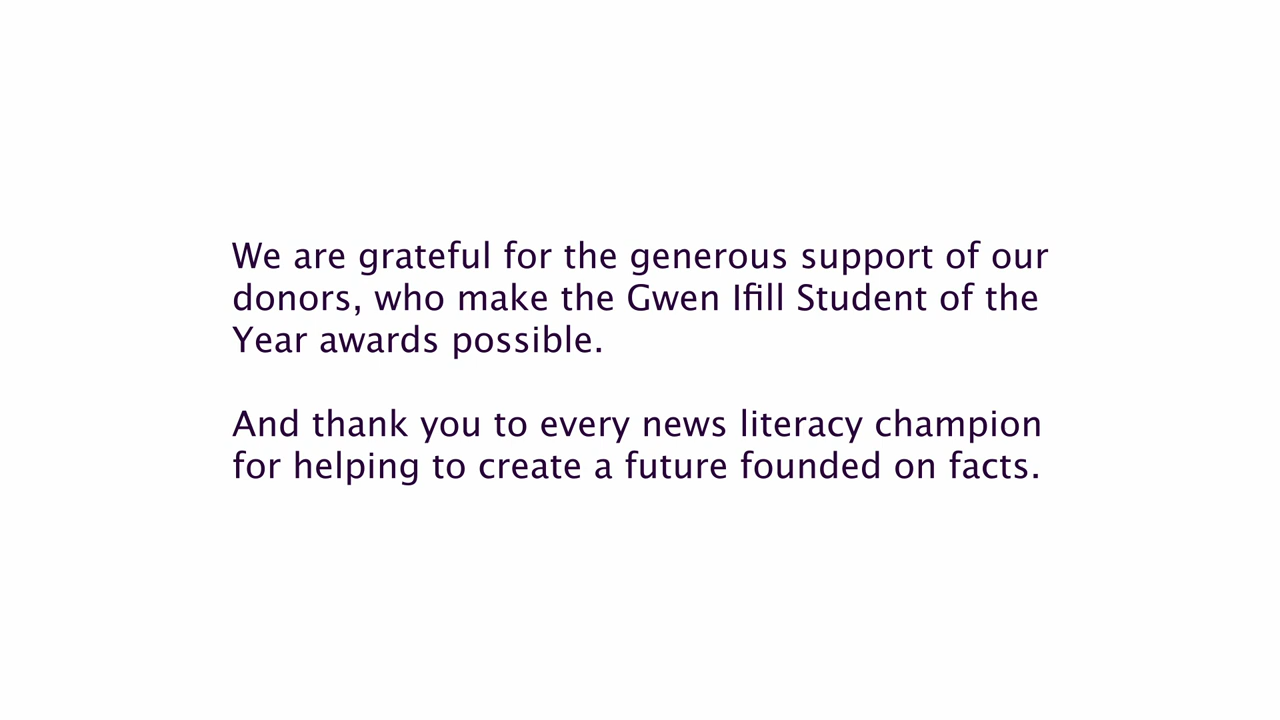 We are grateful for the generous support of our
donors, who make the Gwen Ifill Student of the
Year awards possible.
And thank you to every news literacy champion
for helping to create a future founded on facts.